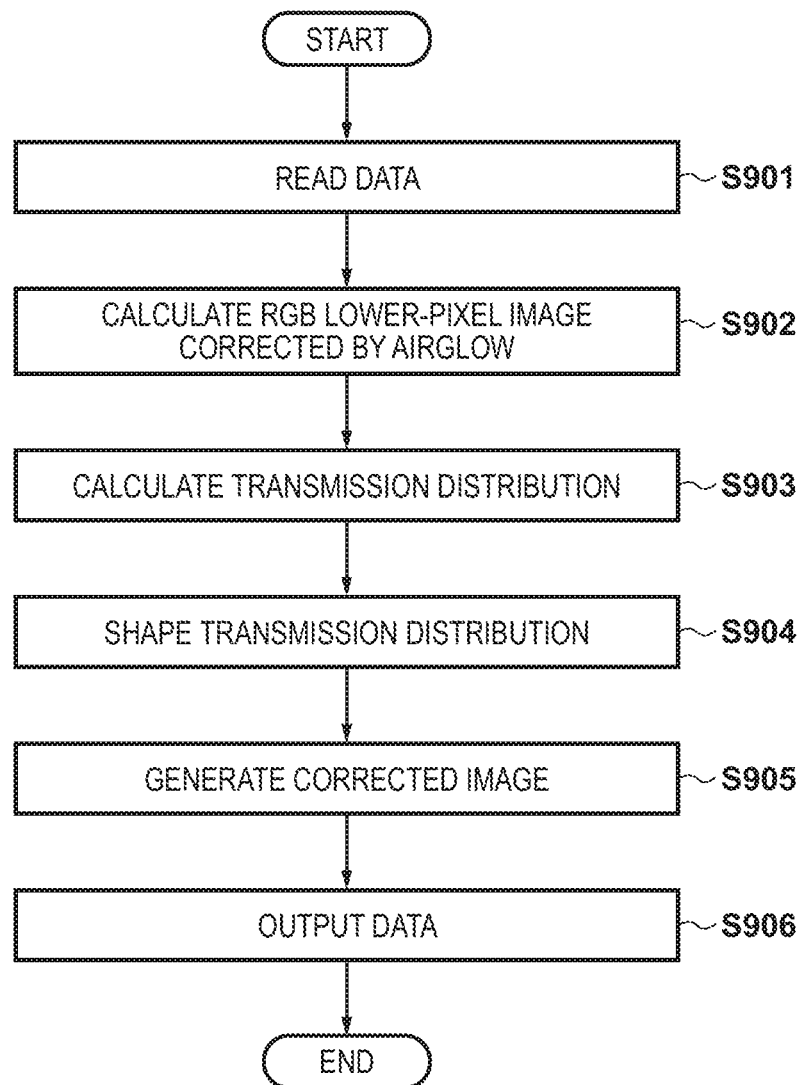 START
READ DATA
S901
CALCULATE RGB LOWER-PIXEL IMAGE
CORRECTED BY AIRGLOW
S902
CALCULATE TRANSMISSION DISTRIBUTION
S903
SHAPE TRANSMISSION DISTRIBUTION
S904
GENERATE CORRECTED IMAGE
S905
OUTPUT DATA
S906
END